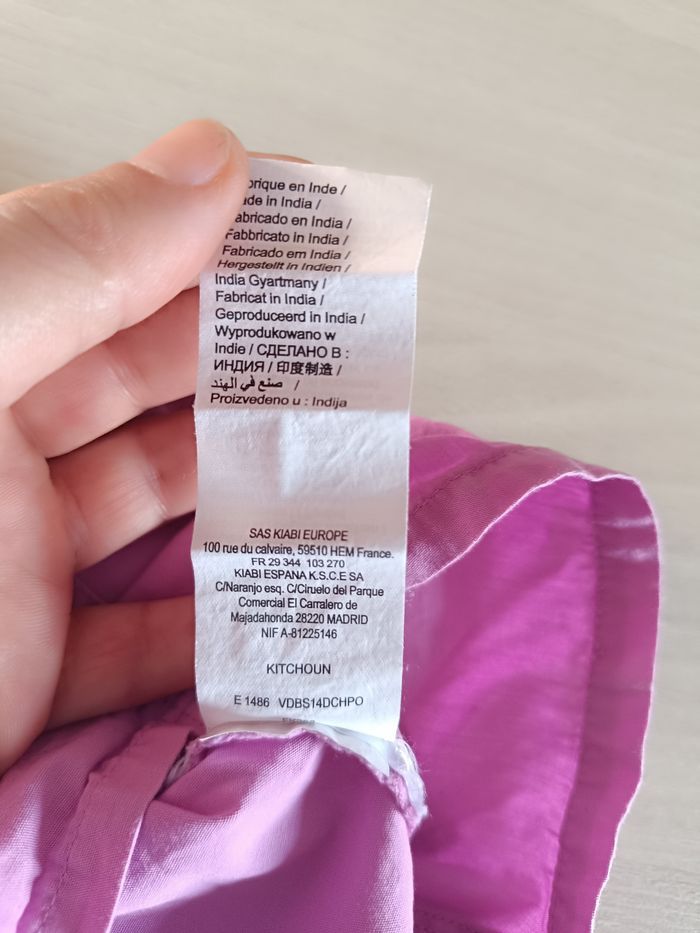 en Inde /
in India /
en India /
Fabbricato in India /
Fabricado em India /
Hergestellt in Indien /
India Gyartmany /
Fabricat in India /
Geproduceerd in India /
Wyprodukowano w
Indie / СДЕЛАНО В :
ИНДИЯ / 印度制造 /
صنع في الهند /
Proizvedeno u : Indija
SAS KIABI EUROPE
100 rue du calvaire, 59510 HEM France.
FR 29 344 103 270
KIABI ESPANA K.S.C.E SA
C/Naranjo esq. C/Ciruelo del Parque
Comercial El Carralero de
Majadahonda 28220 MADRID
NIF A-81225146
KITCHOUN
E 1486 VDBS14DCHPO